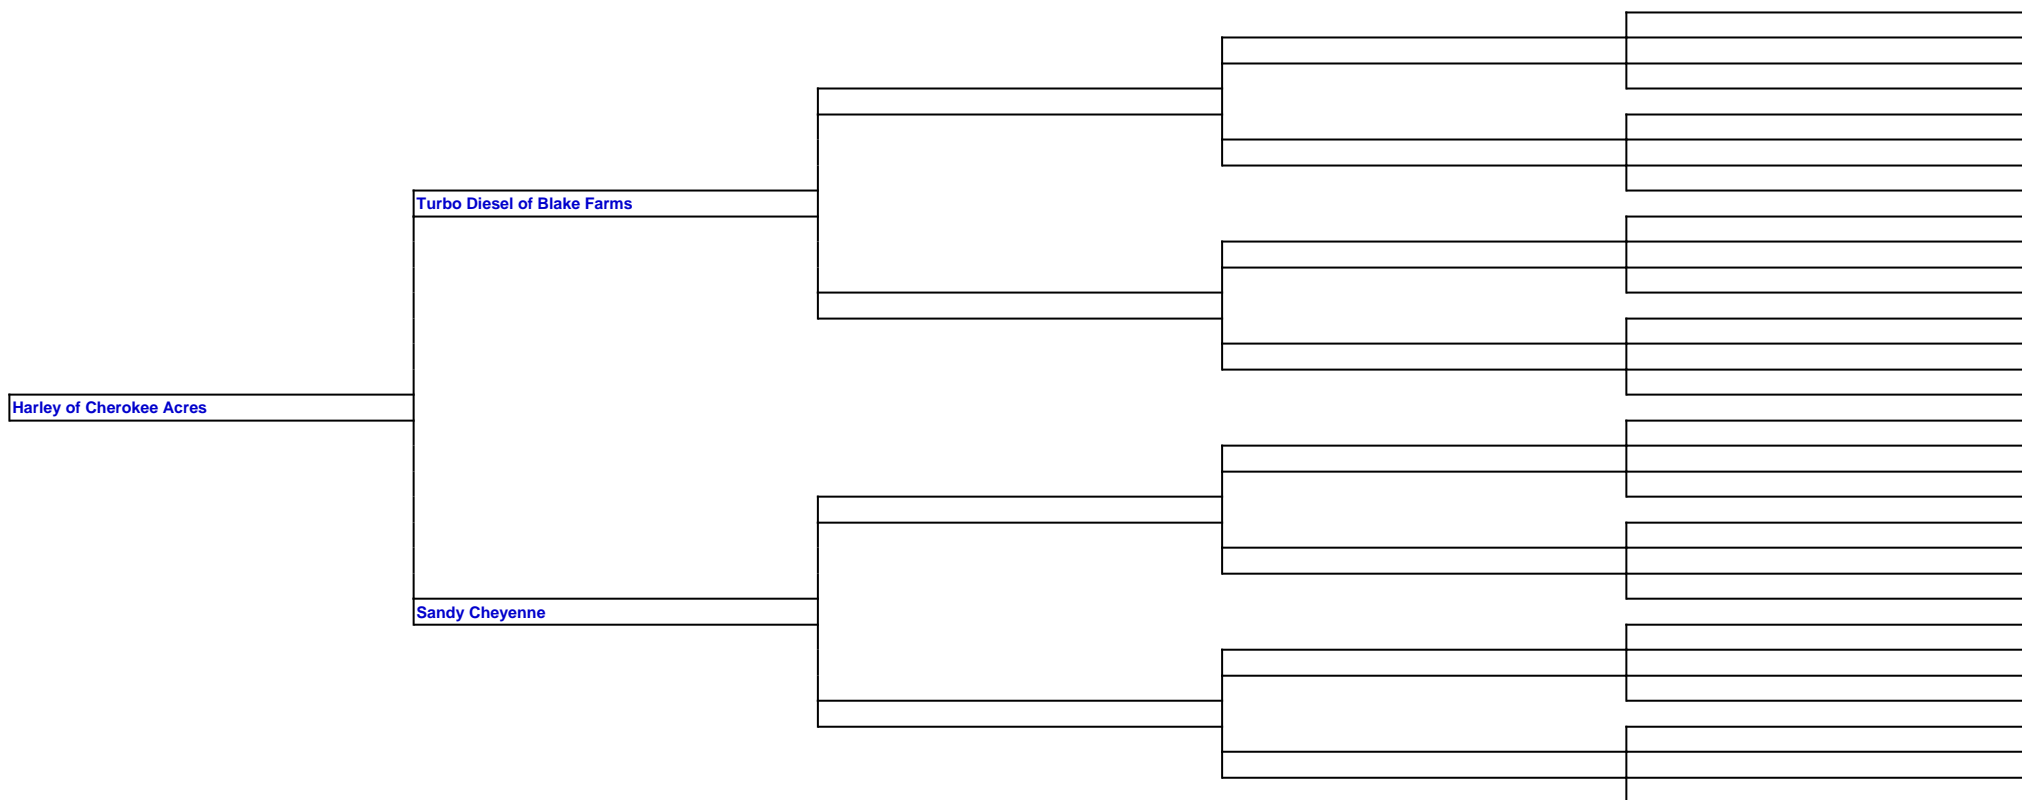 Turbo Diesel of Blake Farms
Harley of Cherokee Acres
Sandy Cheyenne